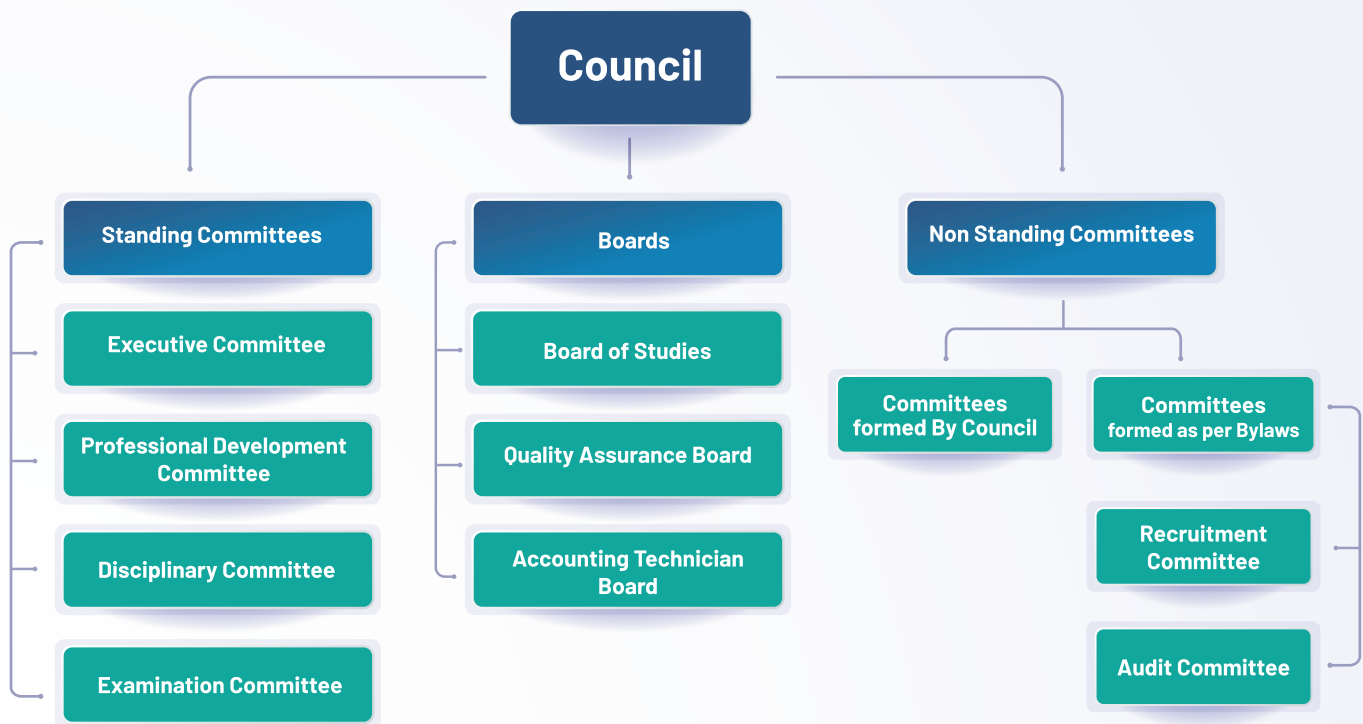 Council
Standing Committees
Executive Committee
Professional Development
Committee
Disciplinary Committee
Examination Committee
Boards
Board of Studies
Quality Assurance Board
Accounting Technician
Board
Non Standing Committees
Committees
formed By Council
Committees
formed as per Bylaws
Recruitment
Committee
Audit Committee